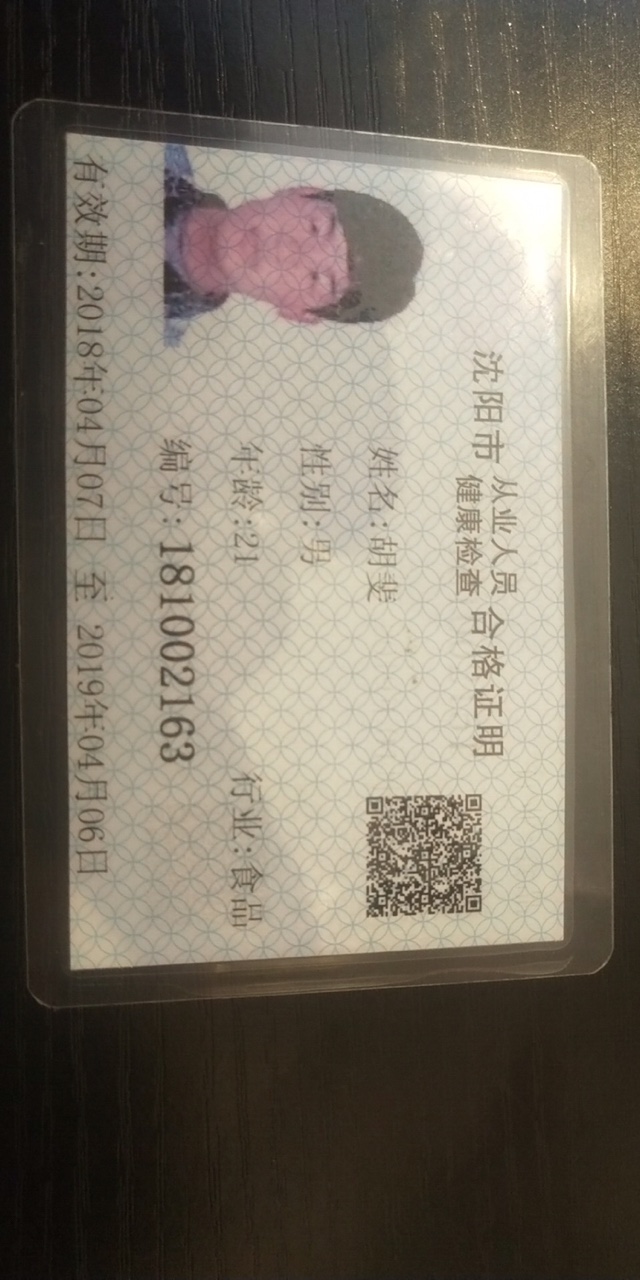 沈阳市 从业人员健康检查 合格证明
姓名:胡斐
性别:男
年龄:21 行业:食品
编号:181002163
有效期:2018年04月07日 至 2019年04月06日